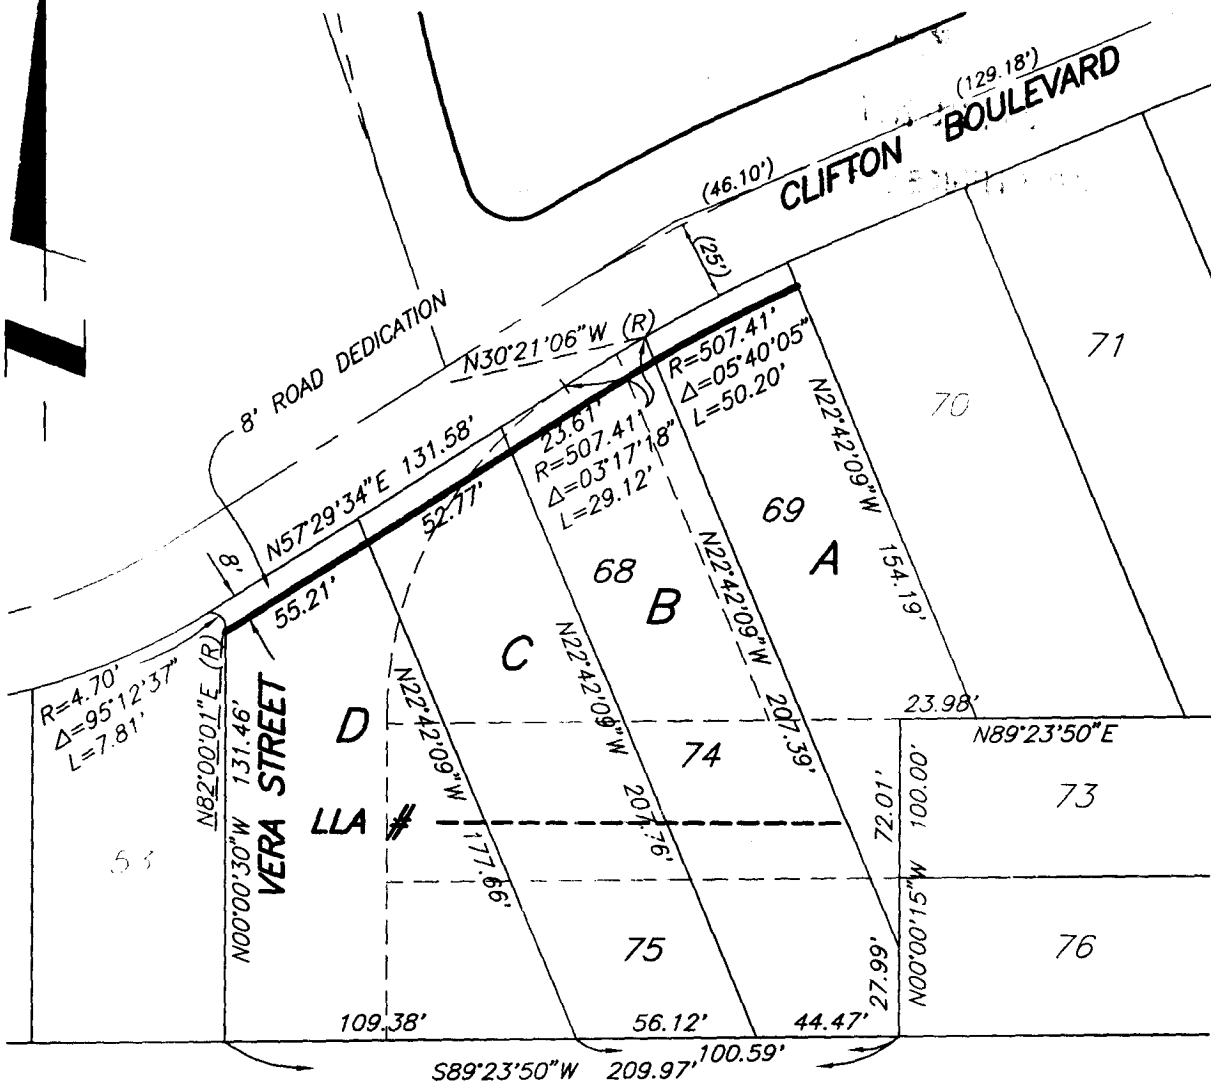 (129.18')
CLIFTON BOULEVARD
(46.10')
(25')
8' ROAD DEDICATION
N30°21'06"W (R)
R=507.41'
Δ=05°40'05"
L=50.20'
71
70
N57°29'34"E 131.58'
23.61'
R=507.41'
Δ=03°17'18"
L=29.12'
52.77'
N22°42'09"W 154.19'
69
A
8'
55.21'
68
B
C
N22°42'09"W 207.39'
N22°42'09"W 207.76'
N22°42'09"W 177.66'
R=4.70'
Δ=95°12'37"
L=7.81'
N82°00'01"E (R)
N00°00'30"W 131.46'
VERA STREET
D
23.98'
N89°23'50"E
74
73
72.01'
N00°00'15"W 100.00'
LLA #
75
76
27.99'
109.38'
56.12'
44.47'
100.59'
S89°23'50"W 209.97'